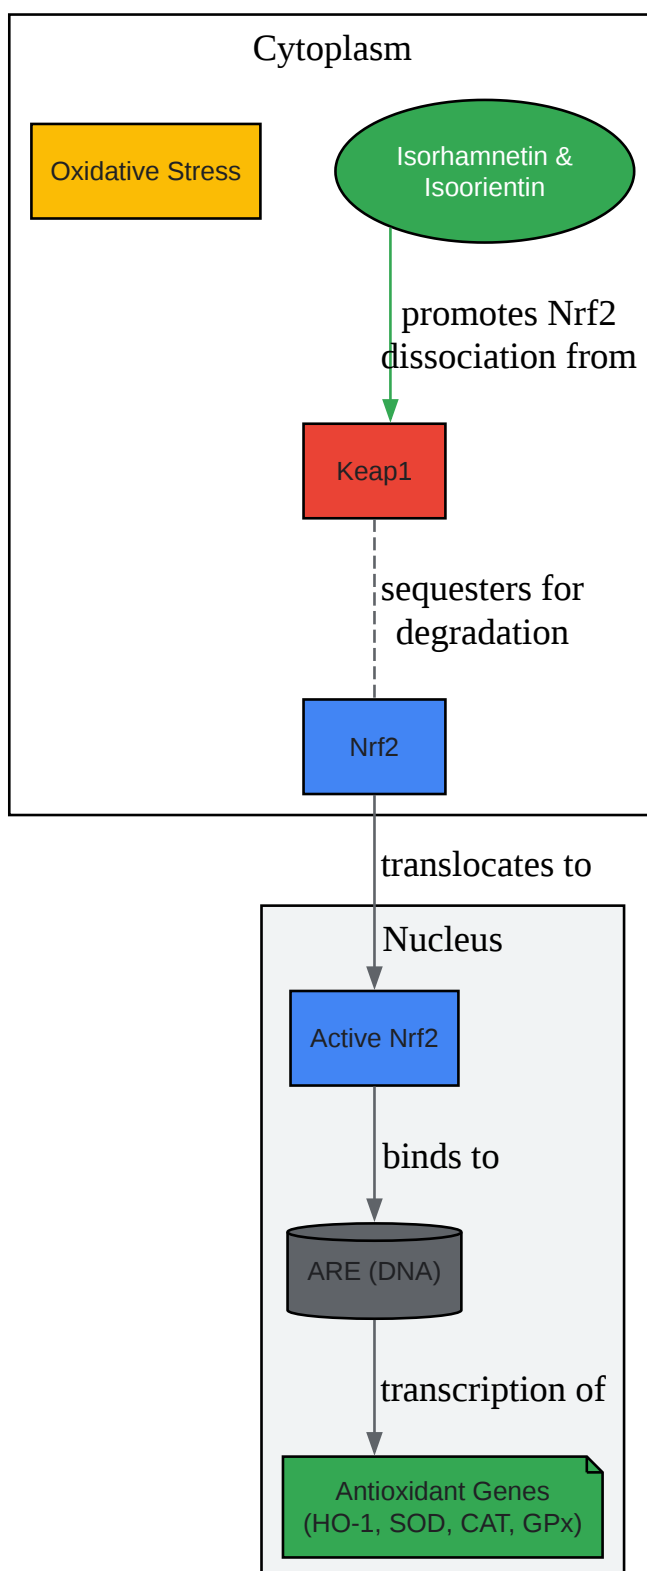 Cytoplasm
Oxidative Stress
Isorhamnetin &
Isoorientin
promotes Nrf2
dissociation from
Keap1
sequesters for
degradation
Nrf2
translocates to
Nucleus
Active Nrf2
binds to
ARE (DNA)
transcription of
Antioxidant Genes
(HO-1, SOD, CAT, GPx)